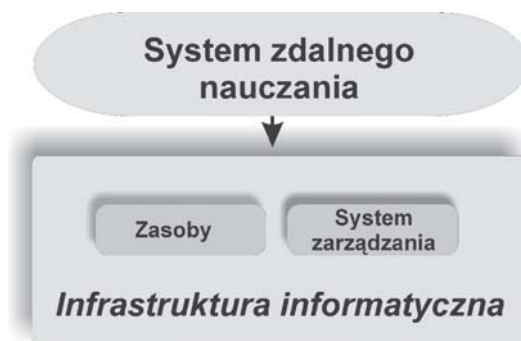 System zdalnego
nauczania
Zasoby
System
zarządzania
Infrastruktura informatyczna